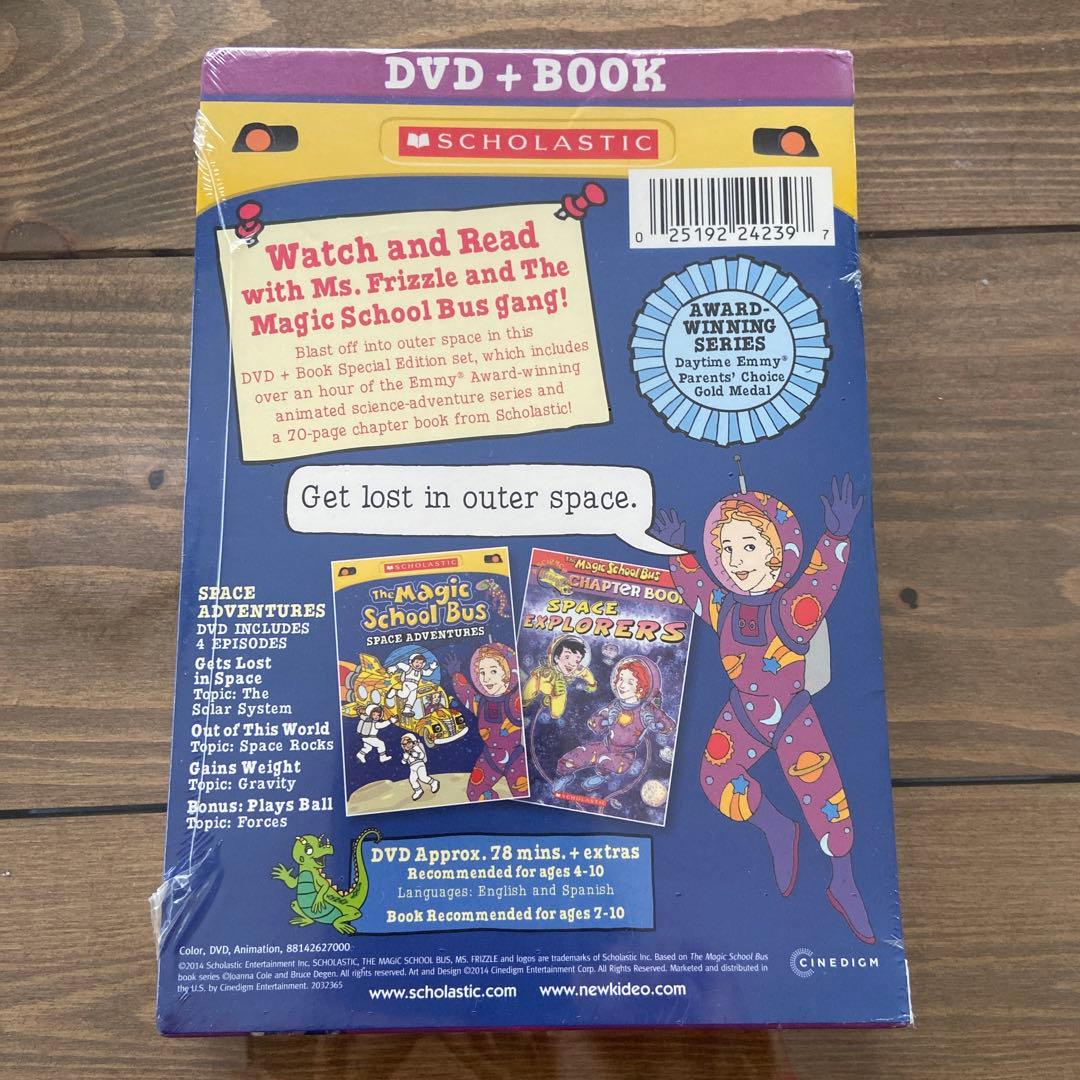 DVD + BOOK
SCHOLASTIC
0 25192 24239 7
Watch and Read
with Ms. Frizzle and The
Magic School Bus gang!
Blast off into outer space in this
DVD + Book Special Edition set, which includes
over an hour of the Emmy® Award-winning
animated science-adventure series and
a 70-page chapter book from Scholastic!
AWARD-
WINNING
SERIES
Daytime Emmy®
Parents' Choice
Gold Medal
Get lost in outer space.
SPACE
ADVENTURES
DVD INCLUDES
4 EPISODES
Gets Lost
in Space
Topic: The
Solar System
Out of This World
Topic: Space Rocks
Gains Weight
Topic: Gravity
Bonus: Plays Ball
Topic: Forces
SCHOLASTIC
The Magic
School Bus
SPACE ADVENTURES
The Magic School Bus
CHAPTER BOOK
SPACE
EXPLORERS
SCHOLASTIC
DVD Approx. 78 mins. + extras
Recommended for ages 4-10
Languages: English and Spanish
Book Recommended for ages 7-10
Color, DVD, Animation, 88142627000
©2014 Scholastic Entertainment Inc. SCHOLASTIC, THE MAGIC SCHOOL BUS, MS. FRIZZLE and logos are trademarks of Scholastic Inc. Based on The Magic School Bus
book series ©Joanna Cole and Bruce Degen. All rights reserved. Art and Design ©2014 Cinedigm Entertainment Corp. All Rights Reserved. Marketed and distributed in
the U.S. by Cinedigm Entertainment. 2032365
www.scholastic.com www.newkideo.com
CINEDIGM